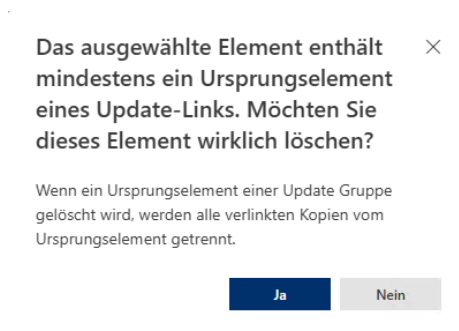 Das ausgewählte Element enthält
mindestens ein Ursprungselement
eines Update-Links. Möchten Sie
dieses Element wirklich löschen?
Wenn ein Ursprungselement einer Update Gruppe
gelöscht wird, werden alle verlinkten Kopien vom
Ursprungselement getrennt.
Ja Nein